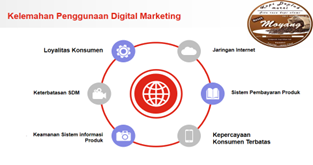 Kelemahan Penggunaan Digital Marketing
Moyang
Loyalitas Konsumen
Jaringan Internet
Keterbatasan SDM
Sistem Pembayaran Produk
Keamanan Sistem Informasi
Produk
Kepercayaan
Konsumen Terbatas